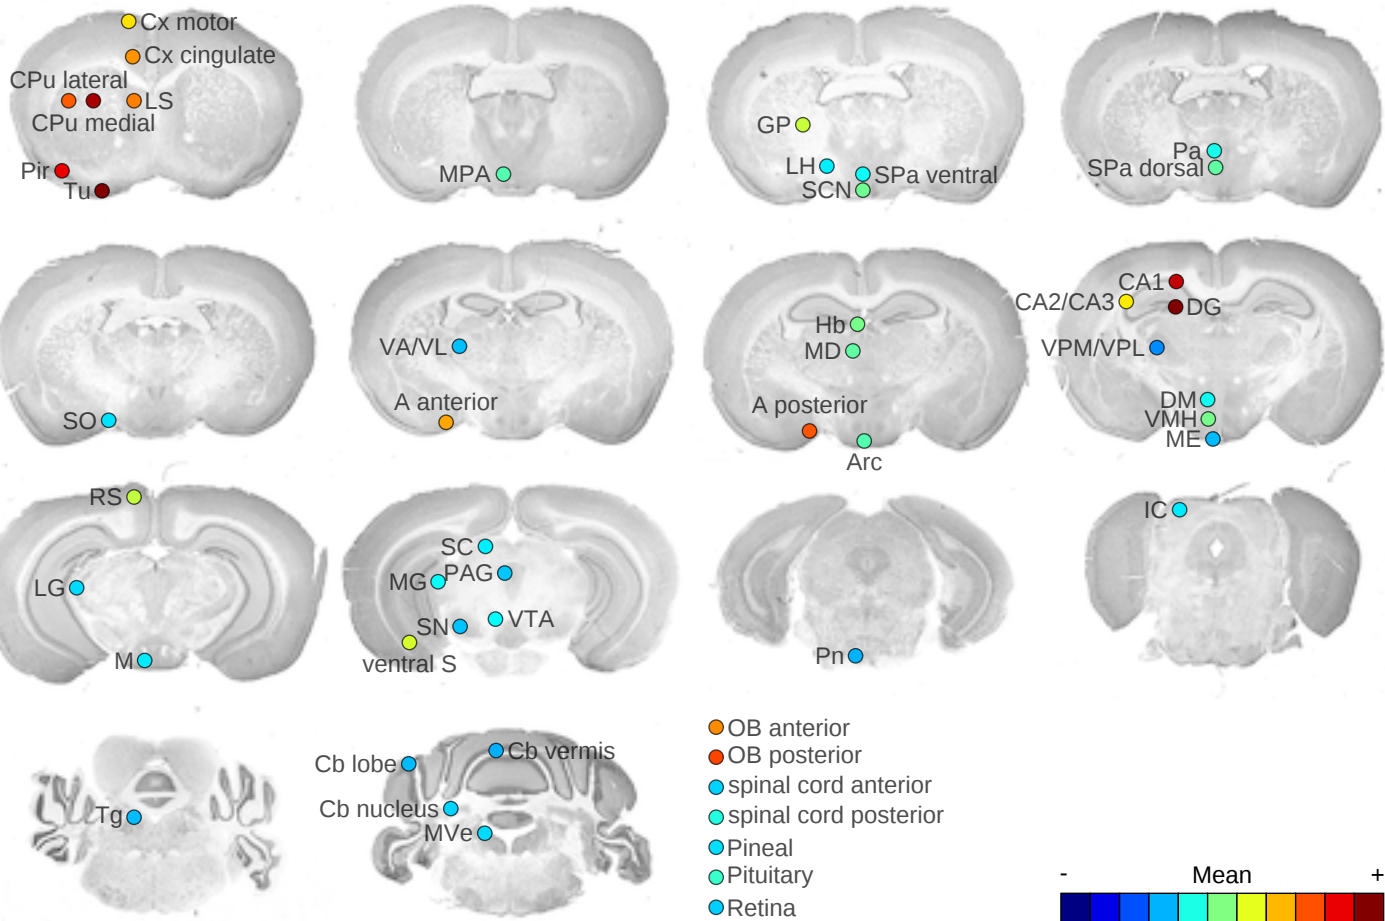 Cx motor
Cx cingulate
CPu lateral
LS
CPu medial
Pir
Tu
MPA
GP
LH
SPa ventral
SCN
Pa
SPa dorsal
SO
VA/VL
A anterior
Hb
MD
A posterior
Arc
CA1
CA2/CA3
DG
VPM/VPL
DM
VMH
ME
RS
LG
M
SC
MG
PAG
SN
VTA
ventral S
Pn
IC
Tg
Cb lobe
Cb vermis
Cb nucleus
MVe
OB anterior
OB posterior
spinal cord anterior
spinal cord posterior
Pineal
Pituitary
Retina
- Mean +